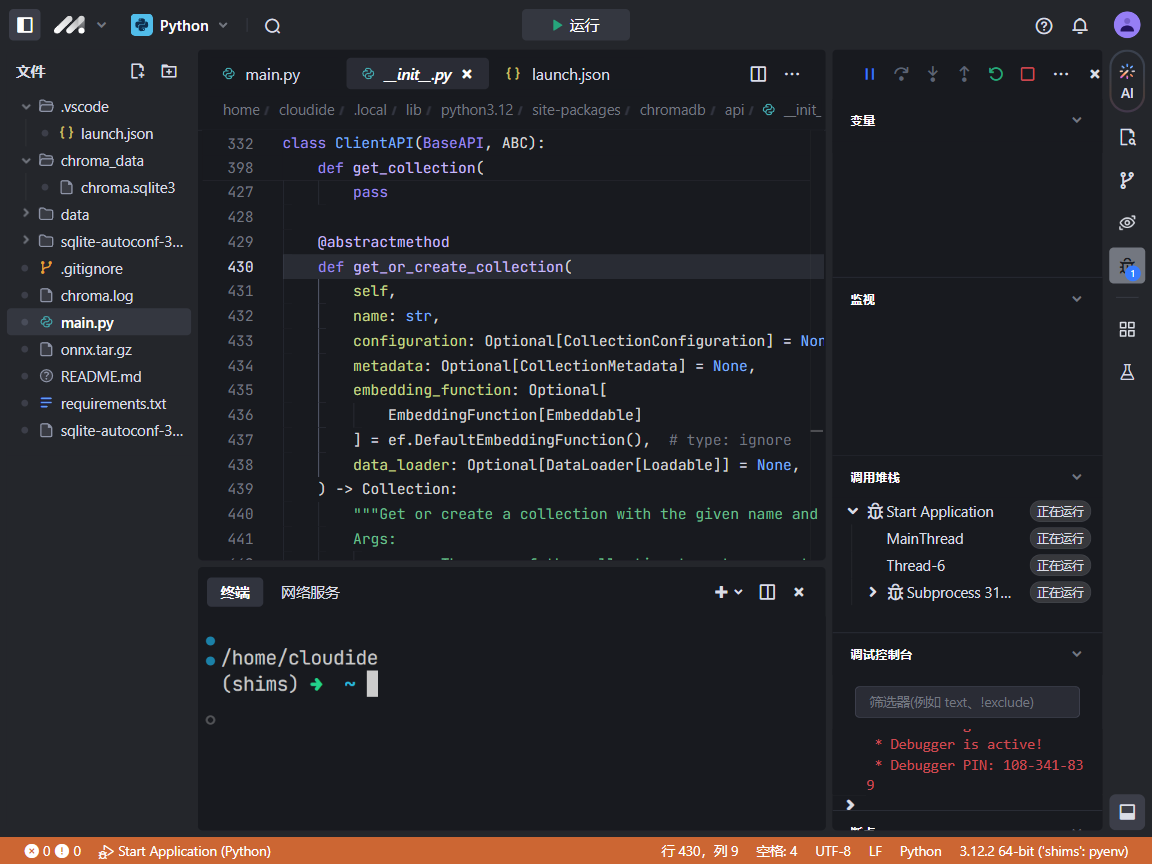 Python
运行
文件
.vscode
{} launch.json
chroma_data
chroma.sqlite3
data
sqlite-autoconf-3...
.gitignore
chroma.log
main.py
onnx.tar.gz
README.md
requirements.txt
sqlite-autoconf-3...
main.py
__init__.py
{} launch.json
home / cloudide / .local / lib / python3.12 / site-packages / chromadb / api / __init_
332 class ClientAPI(BaseAPI, ABC):
398 def get_collection(
427 pass
428
429 @abstractmethod
430 def get_or_create_collection(
431 self,
432 name: str,
433 configuration: Optional[CollectionConfiguration] = Non
434 metadata: Optional[CollectionMetadata] = None,
435 embedding_function: Optional[
436 EmbeddingFunction[Embeddable]
437 ] = ef.DefaultEmbeddingFunction(), # type: ignore
438 data_loader: Optional[DataLoader[Loadable]] = None,
439 ) -> Collection:
440 """Get or create a collection with the given name and
441 Args:
终端
网络服务
/home/cloudide
(shims) ➜ ~
变量
监视
调用堆栈
Start Application 正在运行
MainThread 正在运行
Thread-6 正在运行
Subprocess 31... 正在运行
调试控制台
筛选器(例如 text、!exclude)
* Debugger is active!
* Debugger PIN: 108-341-83
9
AI
1
0 0 Start Application (Python)
行 430，列 9 空格: 4 UTF-8 LF Python 3.12.2 64-bit ('shims': pyenv)